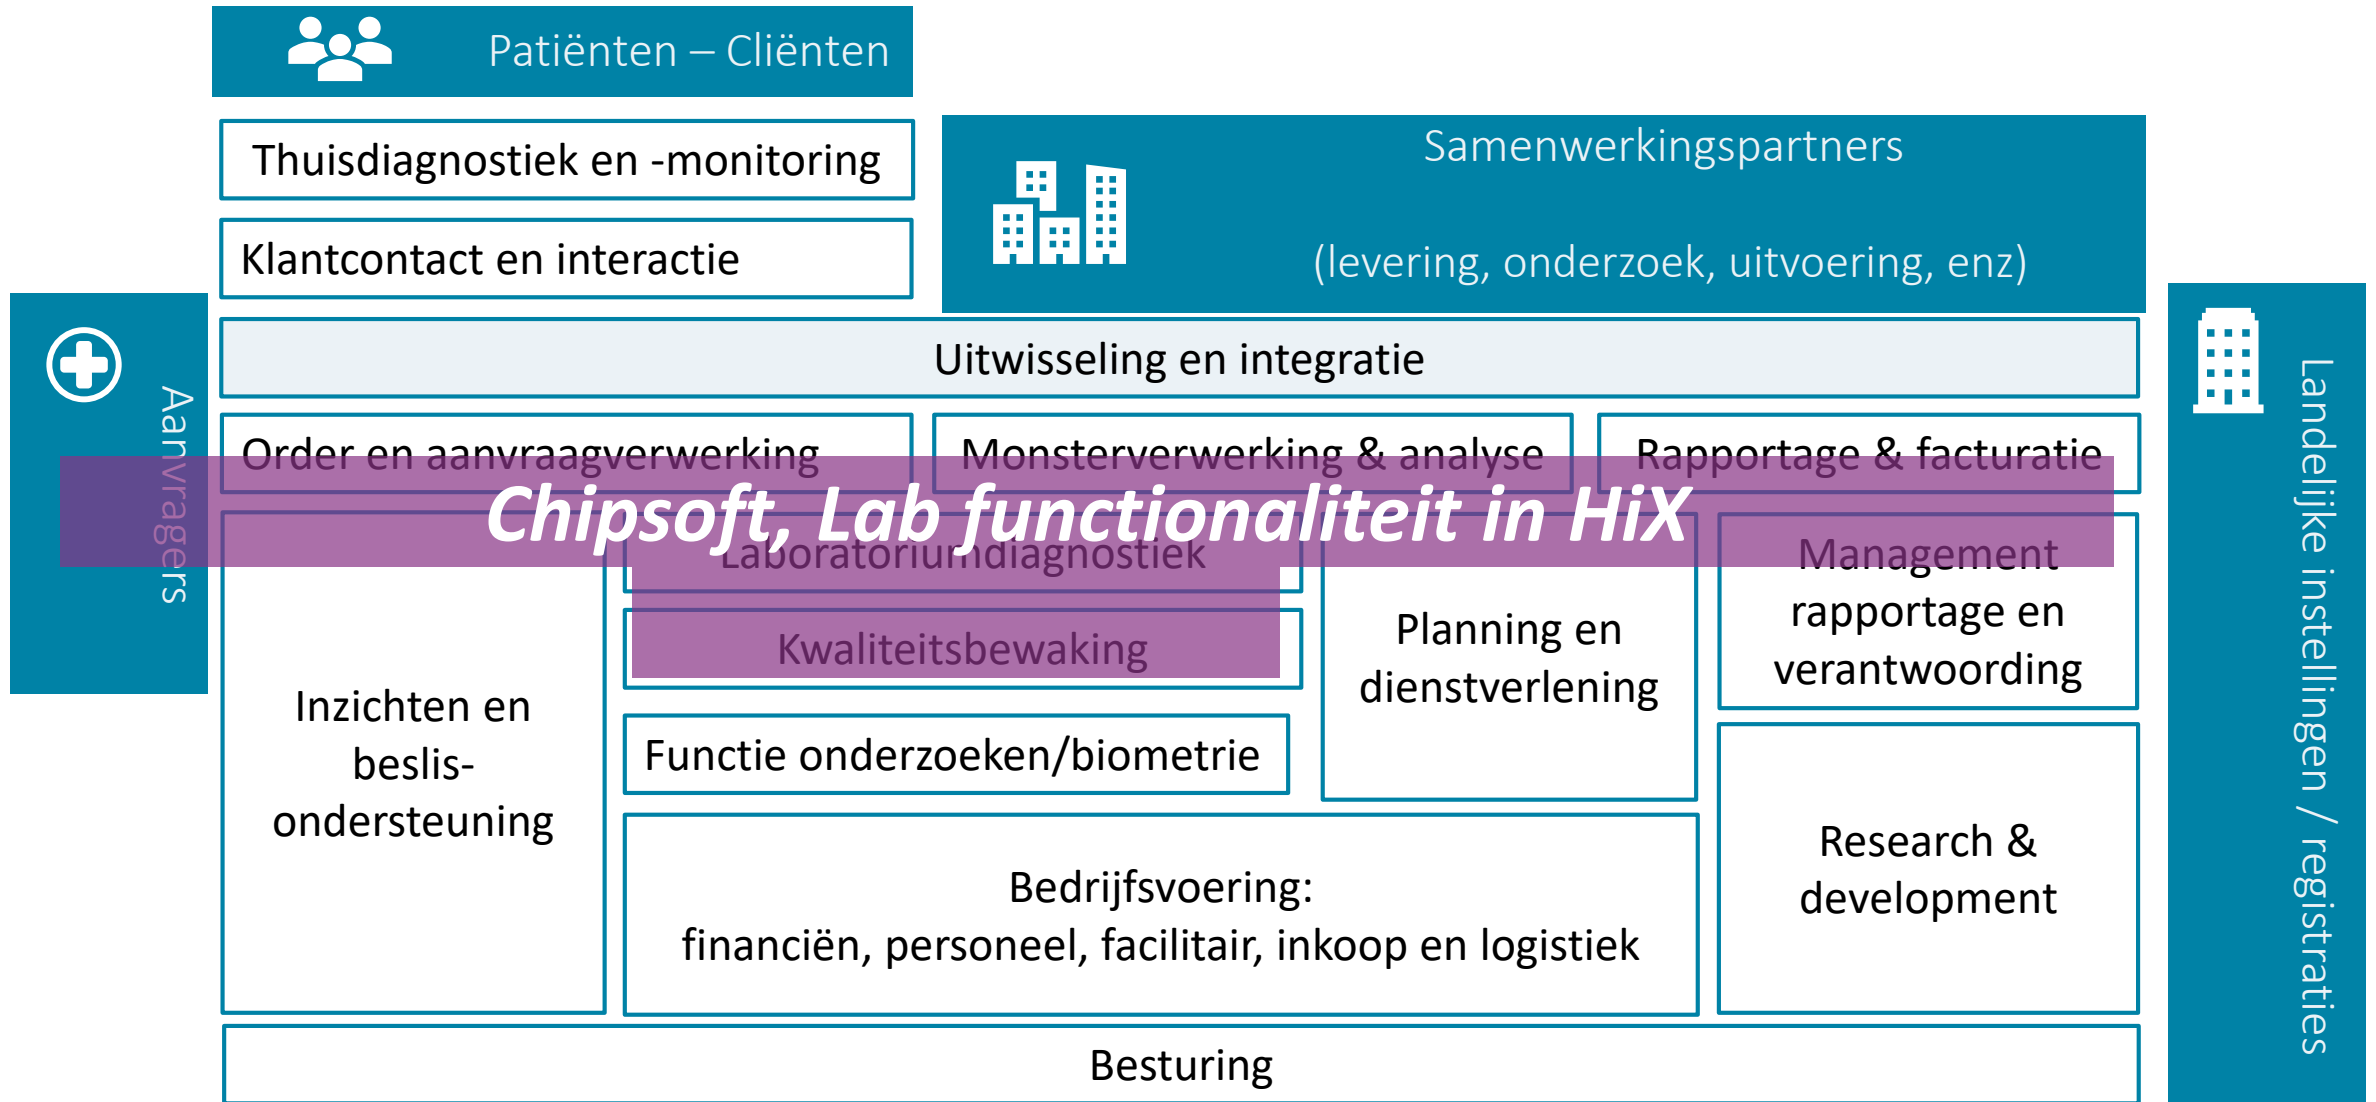 Patiënten – Cliënten
Thuisdiagnostiek en -monitoring
Klantcontact en interactie
Samenwerkingspartners
(levering, onderzoek, uitvoering, enz)
Aanvragers
Uitwisseling en integratie
Order en aanvraagverwerking
Monsterverwerking & analyse
Rapportage & facturatie
Chipsoft, Lab functionaliteit in HiX
Laboratoriumdiagnostiek
Kwaliteitsbewaking
Functie onderzoeken/biometrie
Inzichten en
beslis-
ondersteuning
Planning en
dienstverlening
Management
rapportage en
verantwoording
Research &
development
Bedrijfsvoering:
financiën, personeel, facilitair, inkoop en logistiek
Besturing
Landelijke instellingen / registraties